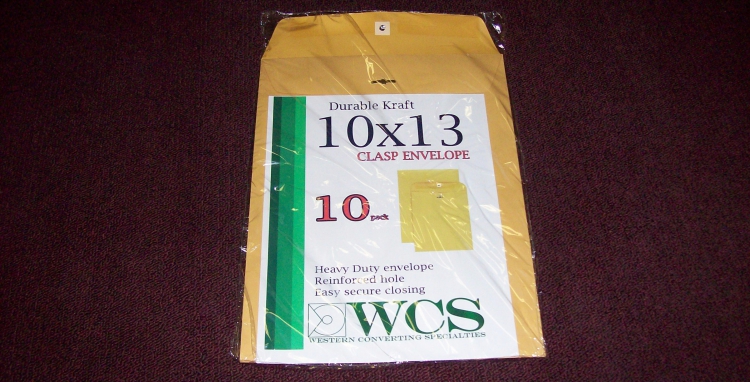 Durable Kraft
10x13
CLASP ENVELOPE
10 pack
Heavy Duty envelope
Reinforced hole
Easy secure closing
WCS
WESTERN CONVERTING SPECIALTIES